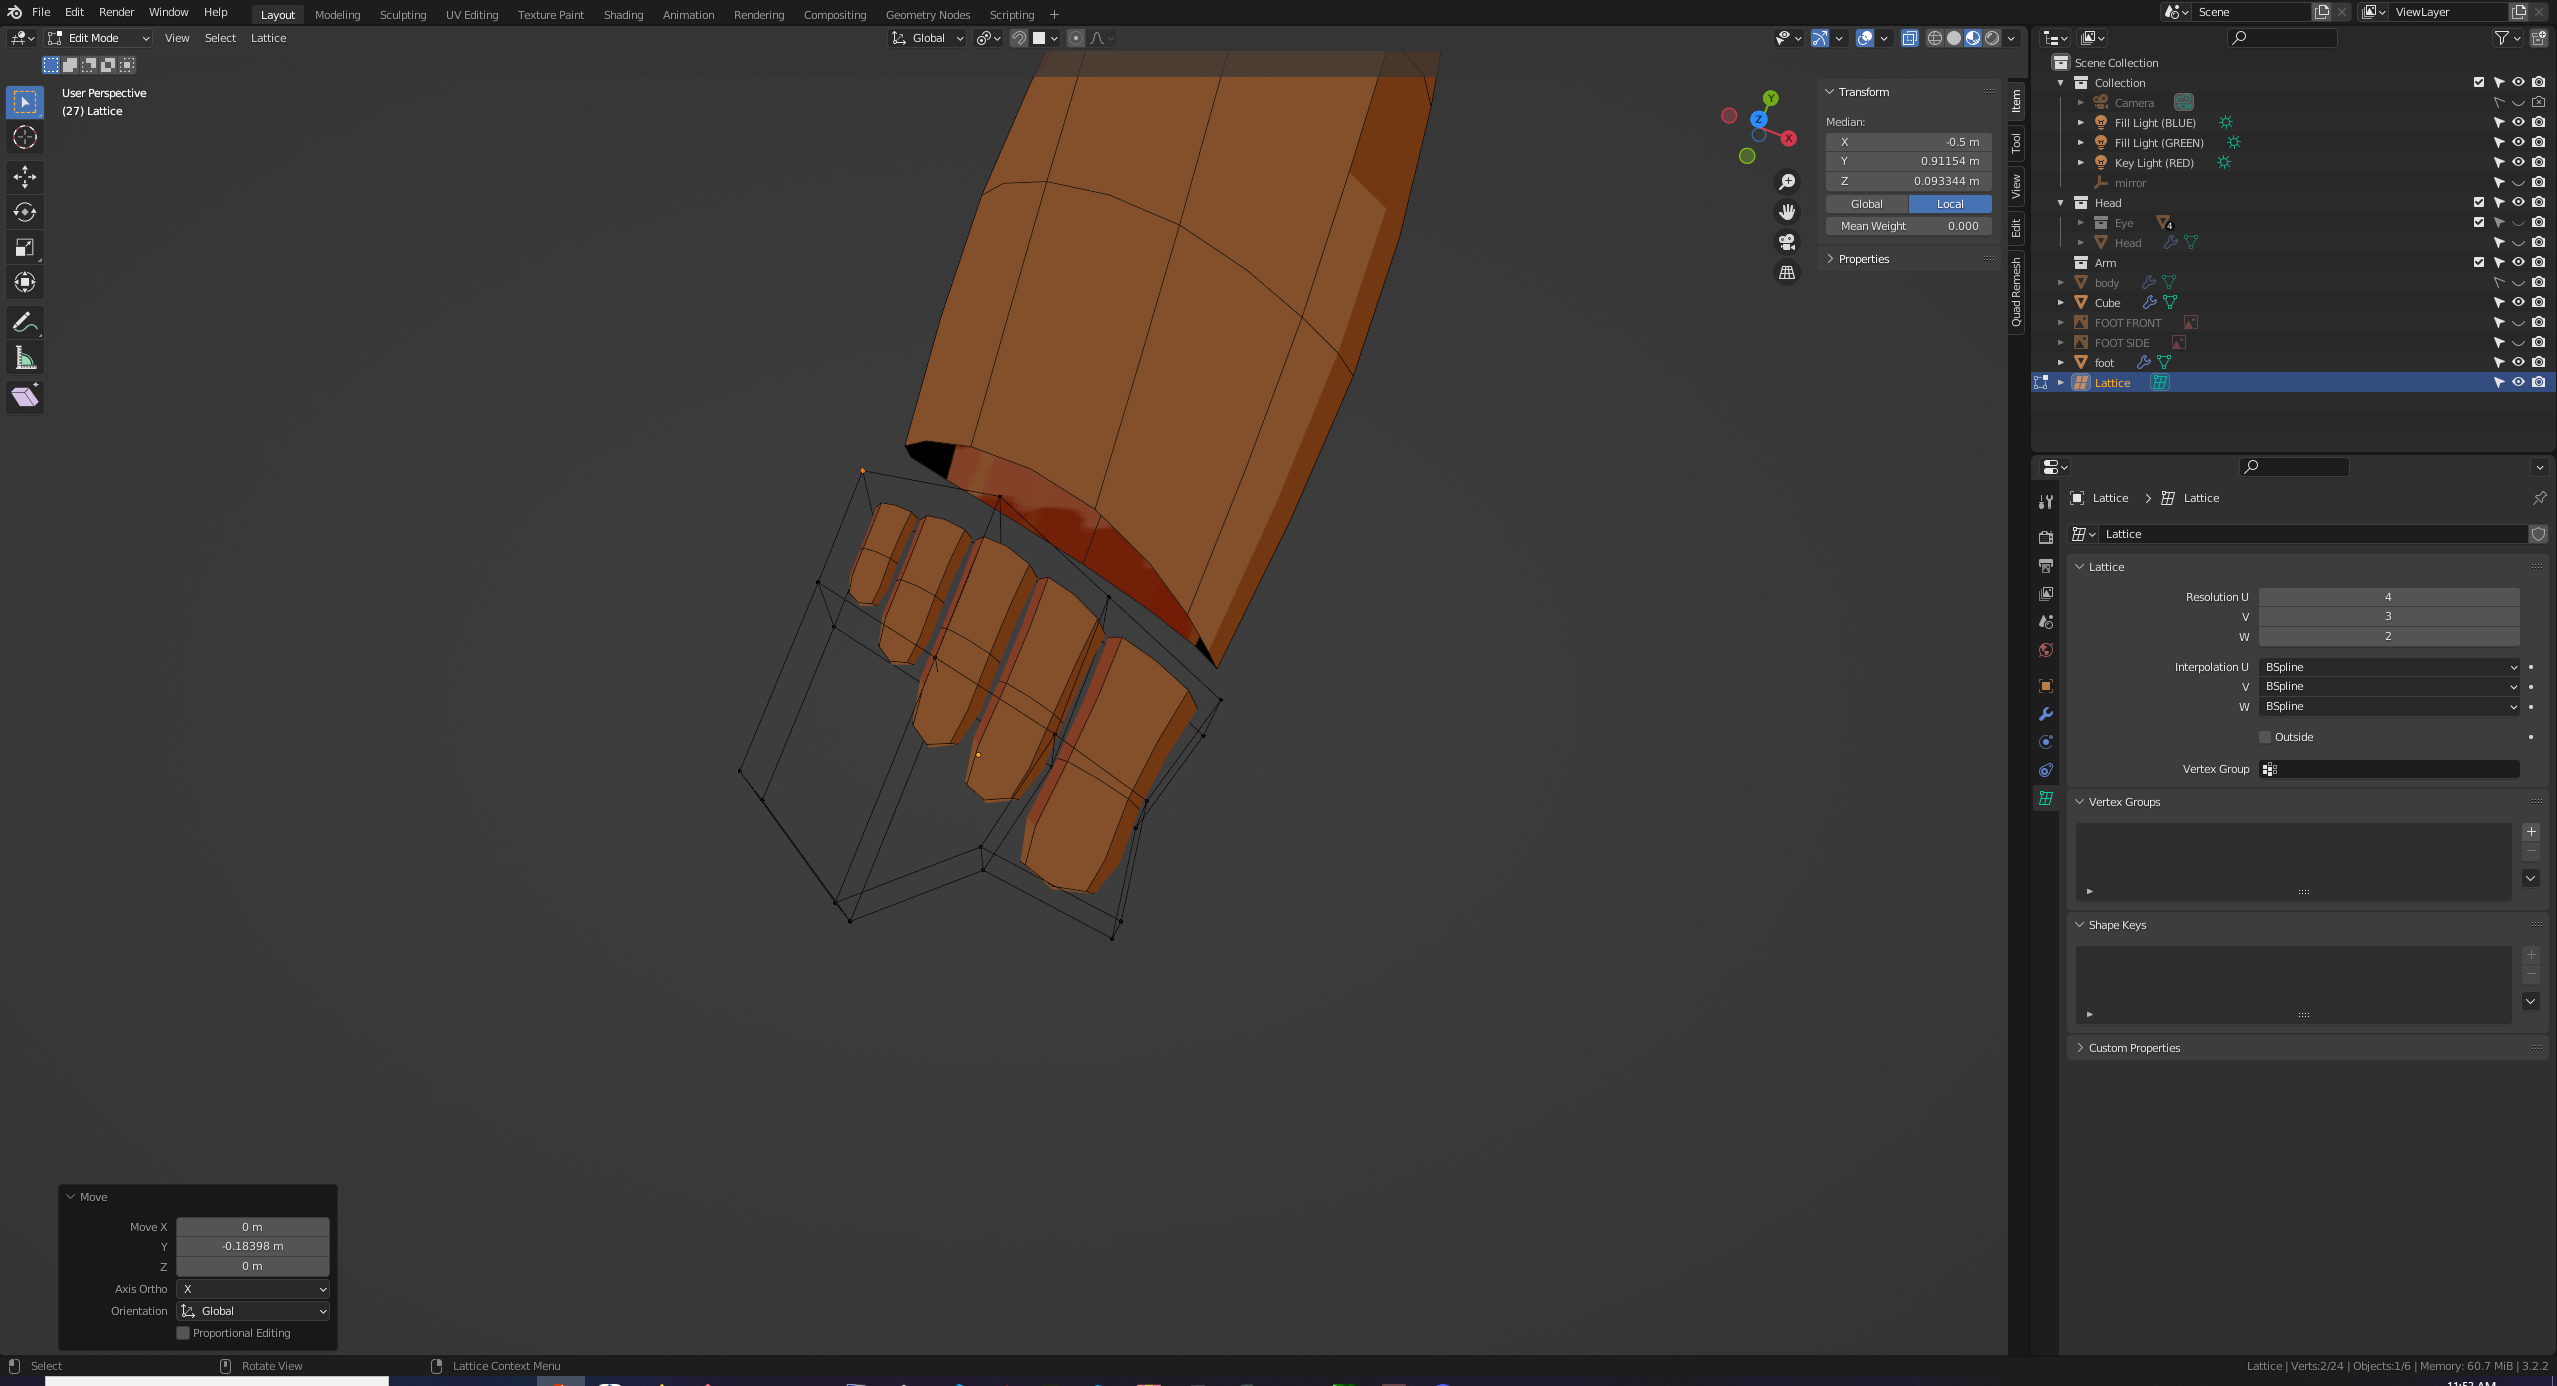 File Edit Render Window Help Layout Modeling Sculpting UV Editing Texture Paint Shading Animation Rendering Compositing Geometry Nodes Scripting + Scene ViewLayer
Edit Mode View Select Lattice Global
User Perspective
(27) Lattice
Transform
Median:
X -0.5 m
Y 0.91154 m
Z 0.093344 m
Global Local
Mean Weight 0.000
Properties
Item
Tool
View
Edit
Quad Remesh
Y
Z
X
Scene Collection
Collection
Camera
Fill Light (BLUE)
Fill Light (GREEN)
Key Light (RED)
mirror
Head
Eye 4
Head
Arm
body
Cube
FOOT FRONT
FOOT SIDE
foot
Lattice
Lattice > Lattice
Lattice
Lattice
Resolution U 4
V 3
W 2
Interpolation U BSpline
V BSpline
W BSpline
Outside
Vertex Group
Vertex Groups
Shape Keys
Custom Properties
Move
Move X 0 m
Y -0.18398 m
Z 0 m
Axis Ortho X
Orientation Global
Proportional Editing
Select Rotate View Lattice Context Menu Lattice | Verts:2/24 | Objects:1/6 | Memory: 60.7 MiB | 3.2.2